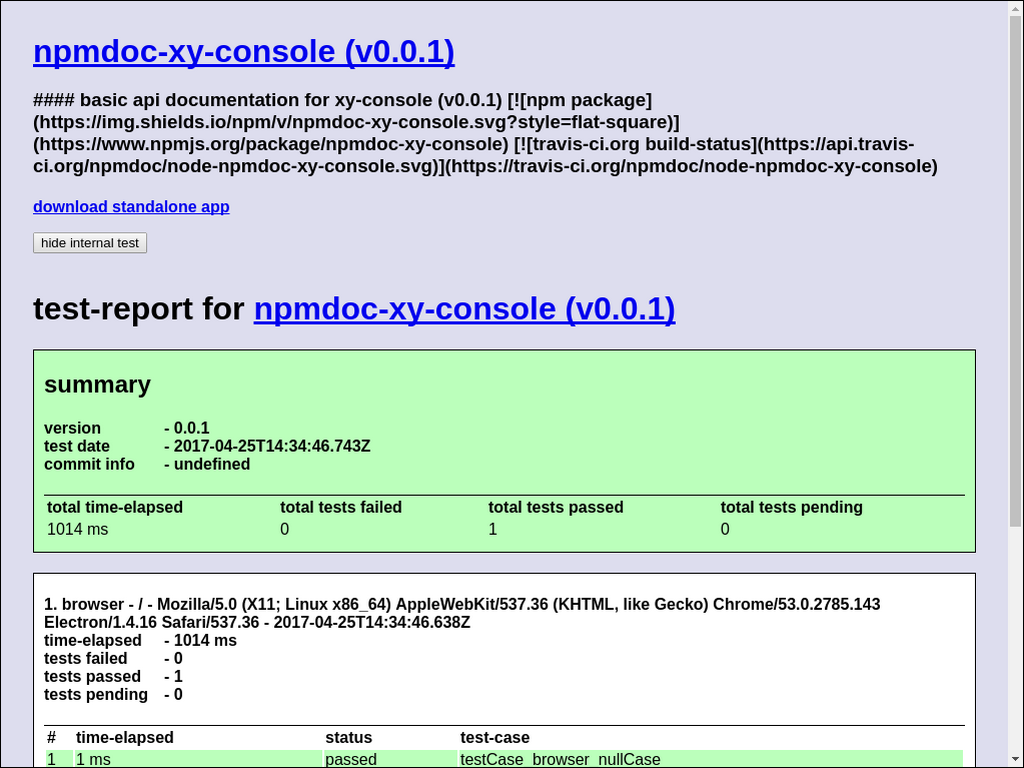 npmdoc-xy-console (v0.0.1)
#### basic api documentation for xy-console (v0.0.1) [![npm package]
(https://img.shields.io/npm/v/npmdoc-xy-console.svg?style=flat-square)]
(https://www.npmjs.org/package/npmdoc-xy-console) [![travis-ci.org build-status](https://api.travis-
ci.org/npmdoc/node-npmdoc-xy-console.svg)](https://travis-ci.org/npmdoc/node-npmdoc-xy-console)
download standalone app
hide internal test
test-report for npmdoc-xy-console (v0.0.1)
summary
version - 0.0.1
test date - 2017-04-25T14:34:46.743Z
commit info - undefined
total time-elapsed total tests failed total tests passed total tests pending
1014 ms 0 1 0
1. browser - / - Mozilla/5.0 (X11; Linux x86_64) AppleWebKit/537.36 (KHTML, like Gecko) Chrome/53.0.2785.143
Electron/1.4.16 Safari/537.36 - 2017-04-25T14:34:46.638Z
time-elapsed - 1014 ms
tests failed - 0
tests passed - 1
tests pending - 0
# time-elapsed status test-case
1 1 ms passed testCase_browser_nullCase